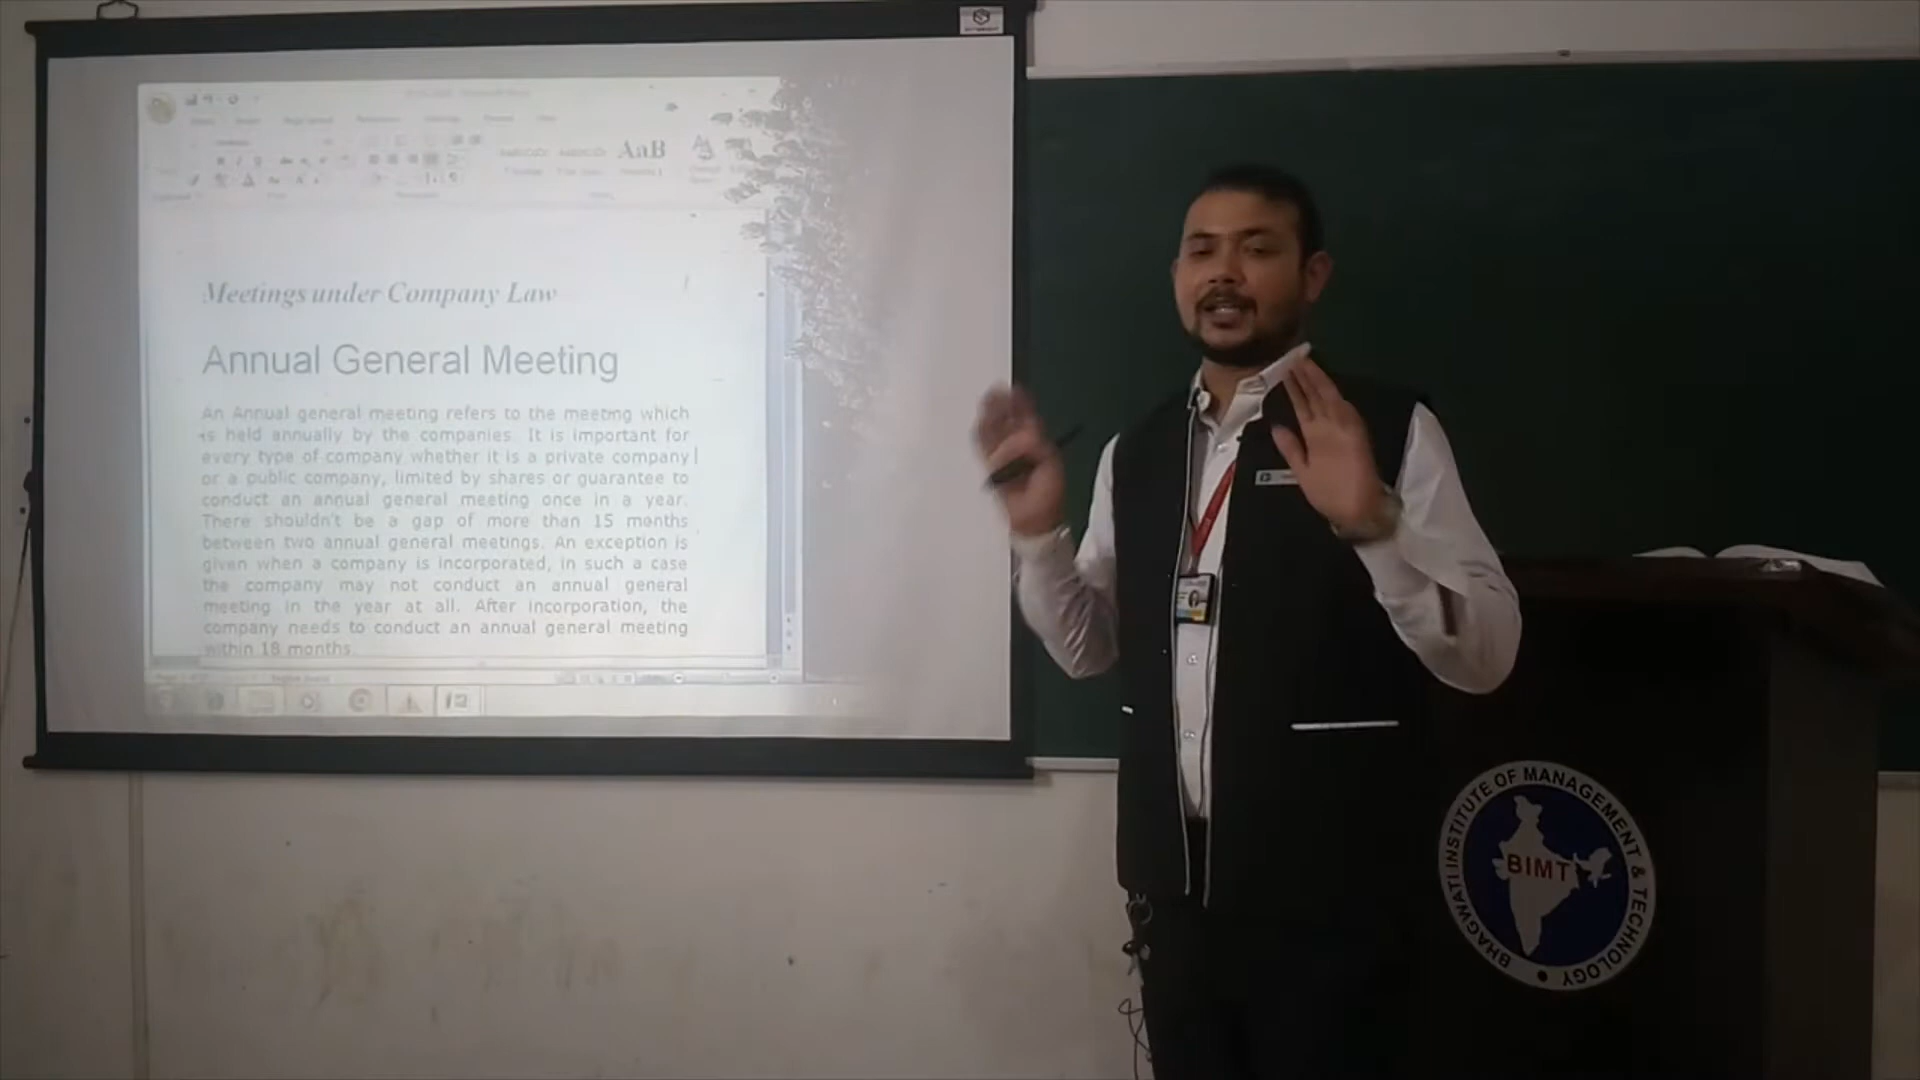 AaB
Meetings under Company Law
Annual General Meeting
An Annual general meeting refers to the meeting which
is held annually by the companies. It is important for
every type of company whether it is a private company
or a public company, limited by shares or guarantee to
conduct an annual general meeting once in a year.
There shouldn't be a gap of more than 15 months
between two annual general meetings. An exception is
given when a company is incorporated, in such a case
the company may not conduct an annual general
meeting in the year at all. After incorporation, the
company needs to conduct an annual general meeting
within 18 months.
BHAGWATI INSTITUTE OF MANAGEMENT & TECHNOLOGY
BIMT